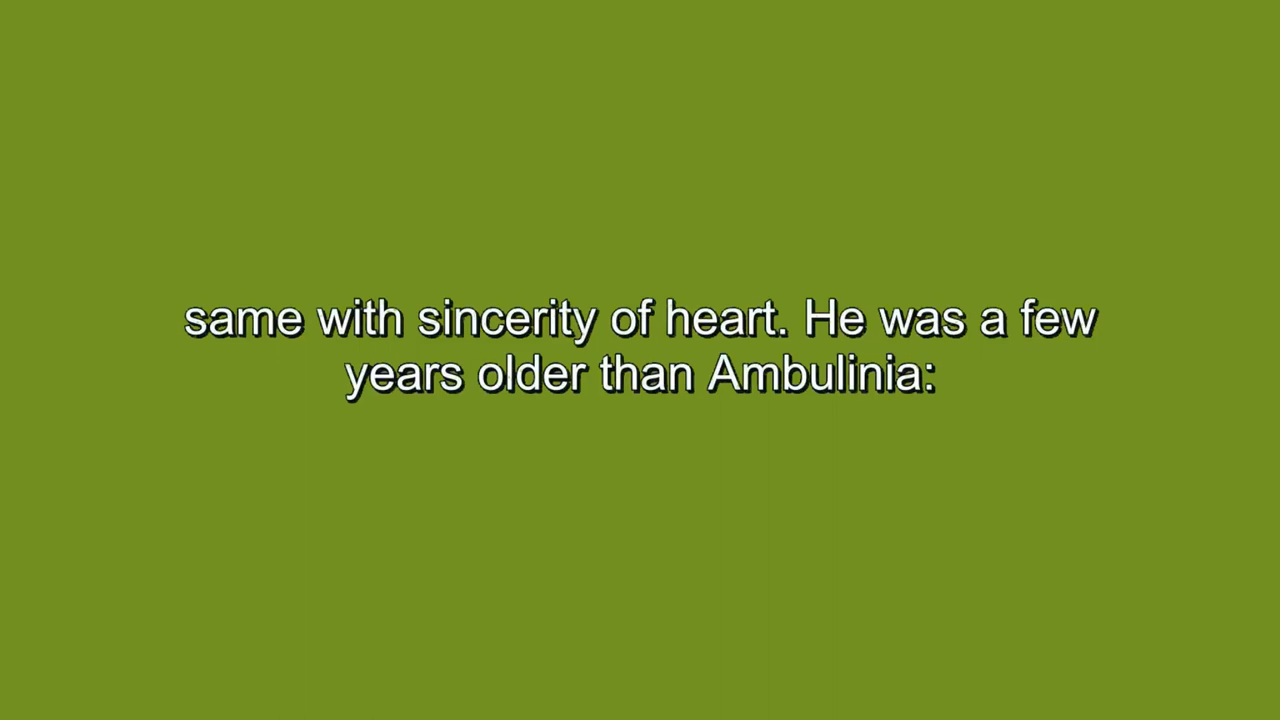 same with sincerity of heart. He was a few
years older than Ambulinia: